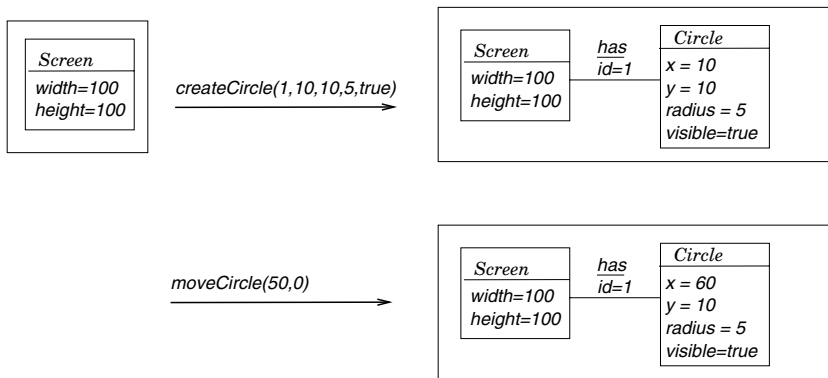 Screen
width=100
height=100
createCircle(1,10,10,5,true)
Screen
width=100
height=100
has
id=1
Circle
x = 10
y = 10
radius = 5
visible=true
moveCircle(50,0)
Screen
width=100
height=100
has
id=1
Circle
x = 60
y = 10
radius = 5
visible=true